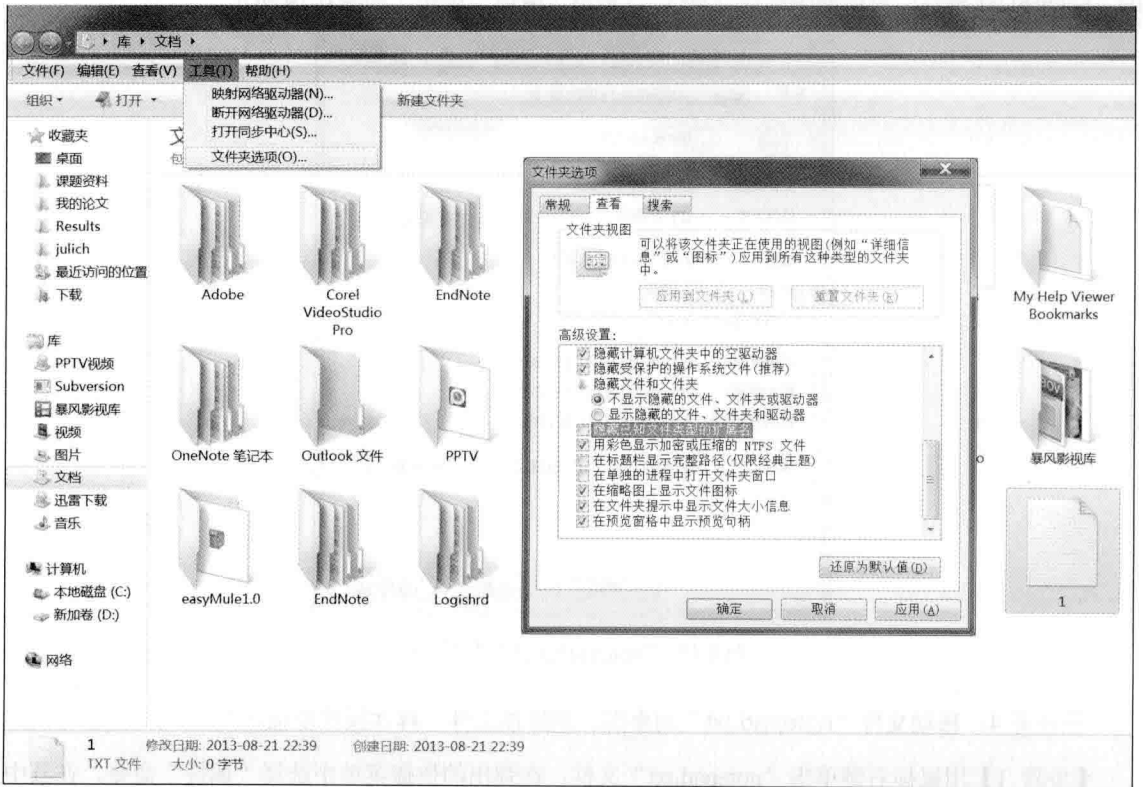 库 ▸ 文档 ▸
文件(F) 编辑(E) 查看(V) 工具(T) 帮助(H)
组织 打开 新建文件夹
映射网络驱动器(N)...
断开网络驱动器(D)...
打开同步中心(S)...
文件夹选项(O)...
收藏夹
桌面
课题资料
我的论文
Results
julich
最近访问的位置
下载
库
PPTV视频
Subversion
暴风影视库
视频
图片
文档
迅雷下载
音乐
计算机
本地磁盘 (C:)
新加卷 (D:)
网络
Adobe
Corel
VideoStudio
Pro
EndNote
My Help Viewer
Bookmarks
OneNote 笔记本
Outlook 文件
PPTV
暴风影视库
easyMule1.0
EndNote
Logishrd
1
文件夹选项
常规 查看 搜索
文件夹视图
可以将该文件夹正在使用的视图(例如“详细信
息”或“图标”)应用到所有这种类型的文件夹
中。
应用到文件夹(L) 重置文件夹(R)
高级设置:
隐藏计算机文件夹中的空驱动器
隐藏受保护的操作系统文件(推荐)
隐藏文件和文件夹
不显示隐藏的文件、文件夹或驱动器
显示隐藏的文件、文件夹和驱动器
隐藏已知文件类型的扩展名
用彩色显示加密或压缩的 NTFS 文件
在标题栏显示完整路径(仅限经典主题)
在单独的进程中打开文件夹窗口
在缩略图上显示文件图标
在文件夹提示中显示文件大小信息
在预览窗格中显示预览句柄
还原为默认值(D)
确定 取消 应用(A)
1 修改日期: 2013-08-21 22:39 创建日期: 2013-08-21 22:39
TXT 文件 大小: 0 字节